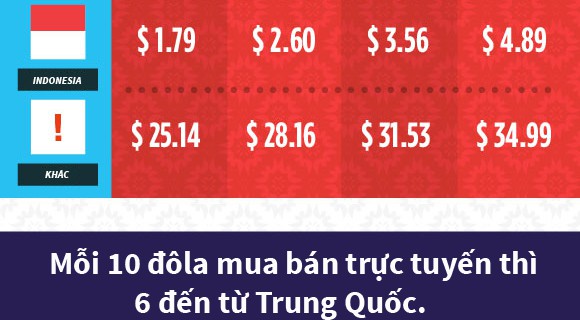 $ 1.79 $ 2.60 $ 3.56 $ 4.89
INDONESIA
!
$ 25.14 $ 28.16 $ 31.53 $ 34.99
KHÁC
Mỗi 10 đôla mua bán trực tuyến thì
6 đến từ Trung Quốc.